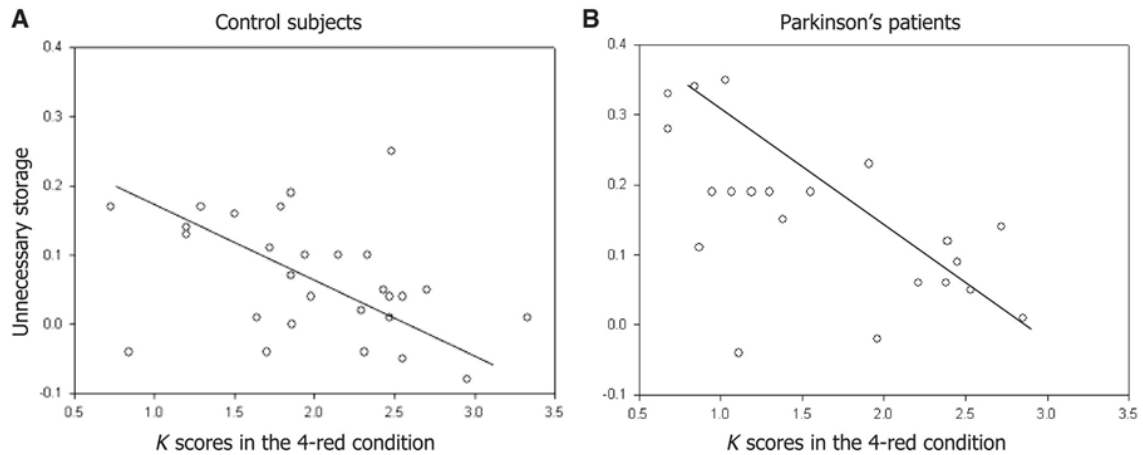 A
Control subjects
0.4
0.3
0.2
0.1
0.0
-0.1
Unnecessary storage
0.5 1.0 1.5 2.0 2.5 3.0 3.5
K scores in the 4-red condition
B
Parkinson’s patients
0.4
0.3
0.2
0.1
0.0
-0.1
0.5 1.0 1.5 2.0 2.5 3.0 3.5
K scores in the 4-red condition